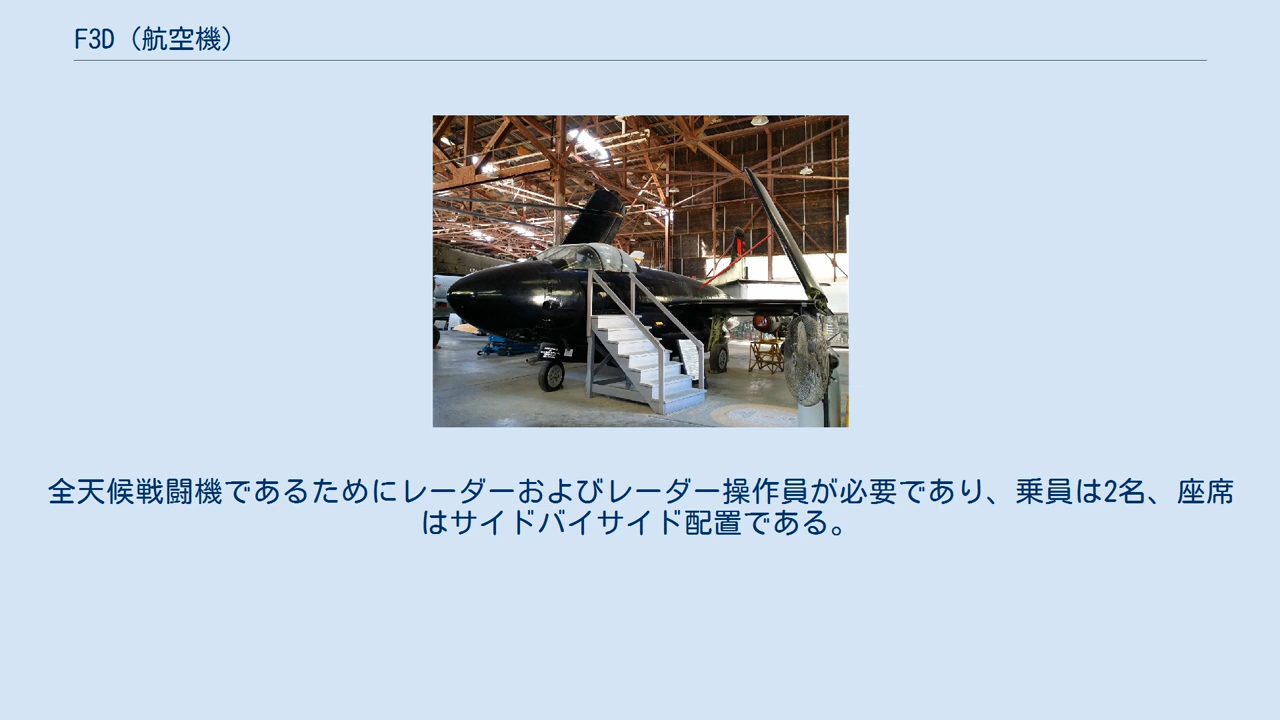 F3D（航空機）
全天候戦闘機であるためにレーダーおよびレーダー操作員が必要であり、乗員は2名、座席
はサイドバイサイド配置である。